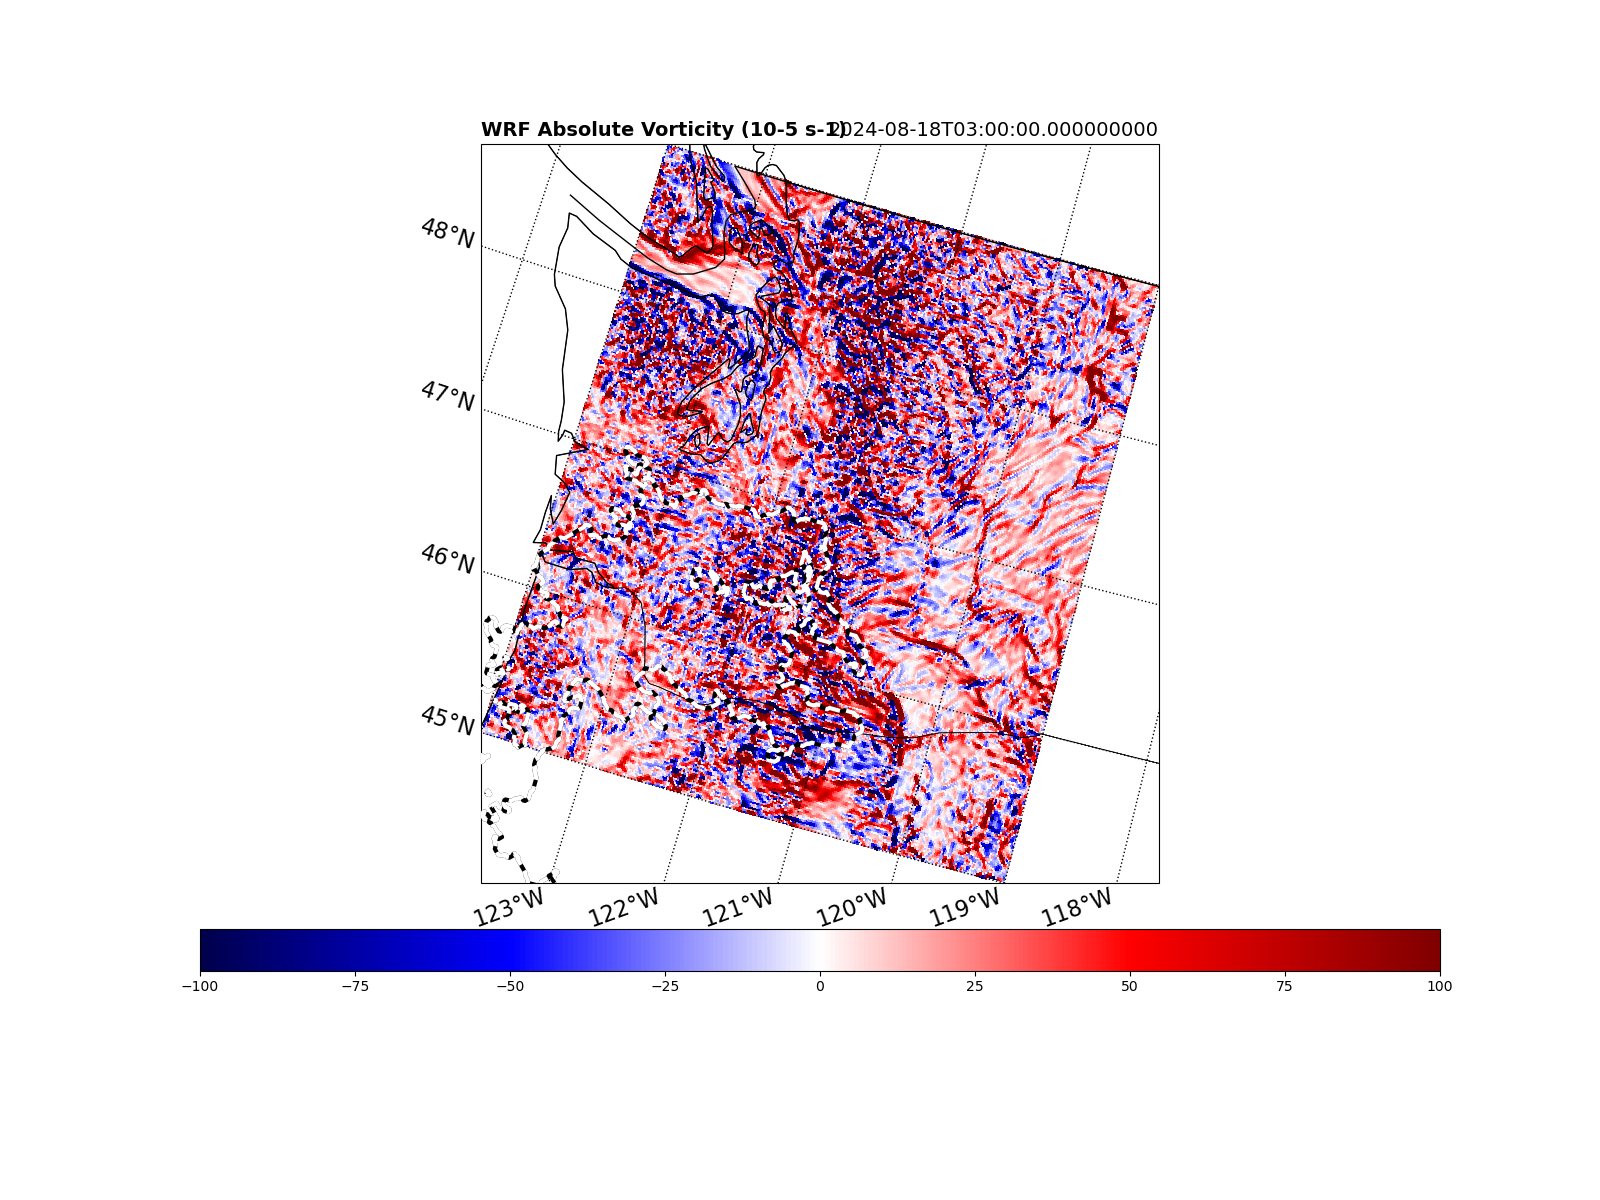 WRF Absolute Vorticity (10-5 s-1)
2024-08-18T03:00:00.000000000
48°N
47°N
46°N
45°N
123°W 122°W 121°W 120°W 119°W 118°W
−100 −75 −50 −25 0 25 50 75 100